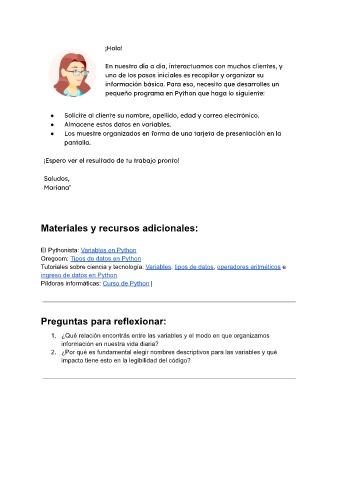 ¡Hola!
En nuestro día a día, interactuamos con muchos clientes, y
uno de los pasos iniciales es recopilar y organizar su
información básica. Para eso, necesito que desarrolles un
pequeño programa en Python que haga lo siguiente:
● Solicite al cliente su nombre, apellido, edad y correo electrónico.
● Almacene estos datos en variables.
● Los muestre organizados en forma de una tarjeta de presentación en la
pantalla.
¡Espero ver el resultado de tu trabajo pronto!
Saludos,
Mariana"
Materiales y recursos adicionales:
El Pythonista: Variables en Python
Oregoom: Tipos de datos en Python
Tutoriales sobre ciencia y tecnología: Variables, tipos de datos, operadores aritméticos e
ingreso de datos en Python
Píldoras informáticas: Curso de Python |
Preguntas para reflexionar:
1. ¿Qué relación encontrás entre las variables y el modo en que organizamos
información en nuestra vida diaria?
2. ¿Por qué es fundamental elegir nombres descriptivos para las variables y qué
impacto tiene esto en la legibilidad del código?